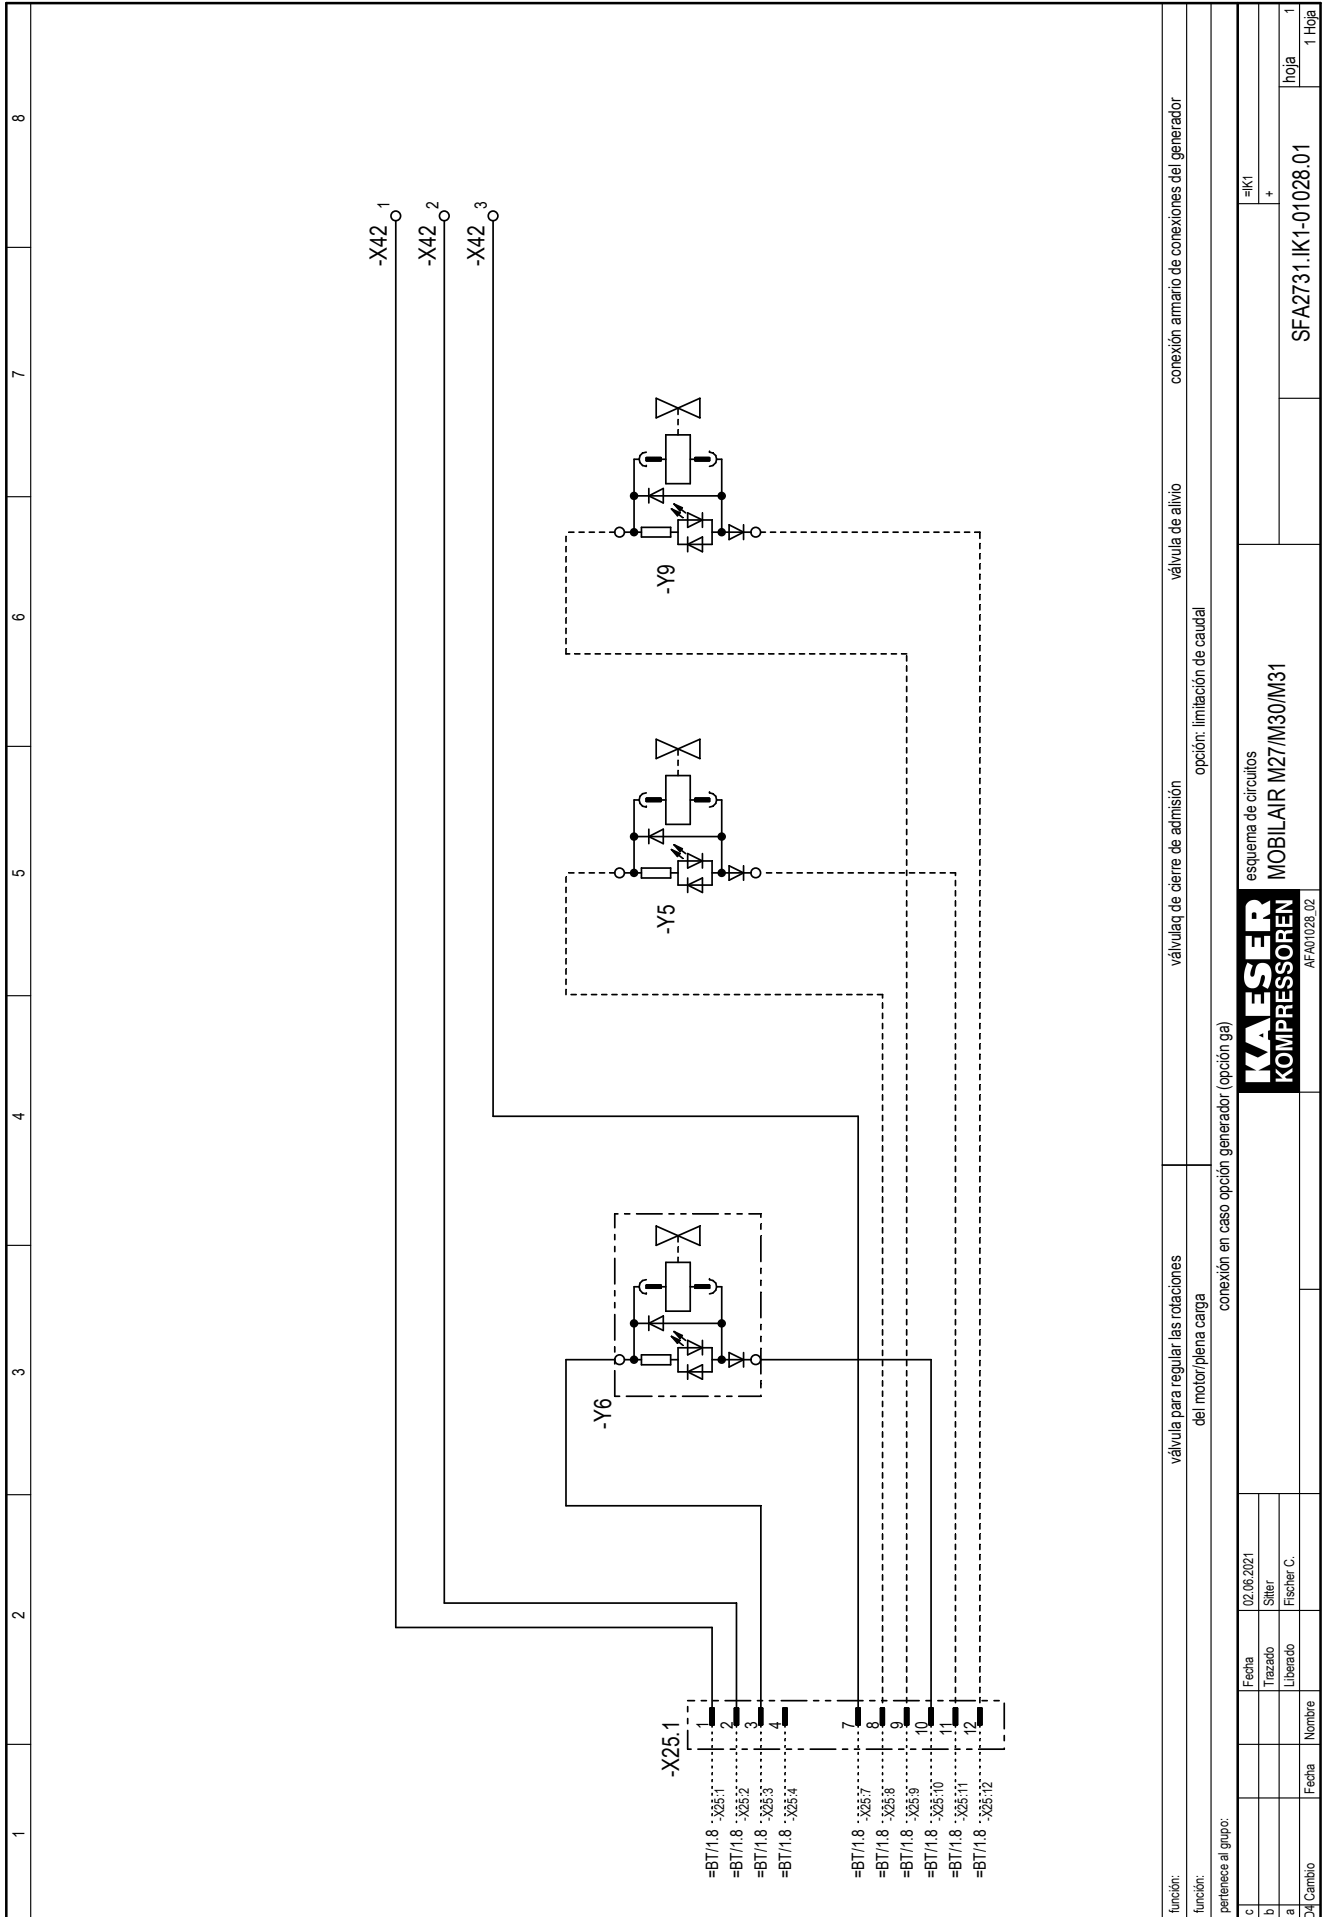 1 2 3 4 5 6 7 8
-X42 1
-X42 2
-X42 3
-Y6
-Y5
-Y9
-X25.1
=BT/1.8 -X25:1 1
=BT/1.8 -X25:2 2
=BT/1.8 -X25:3 3
=BT/1.8 -X25:4 4
=BT/1.8 -X25:7 7
=BT/1.8 -X25:8 8
=BT/1.8 -X25:9 9
=BT/1.8 -X25:10 10
=BT/1.8 -X25:11 11
=BT/1.8 -X25:12 12
función: válvula para regular las rotaciones válvulaq de cierre de admisión válvula de alivio conexión armario de conexiones del generador
función: del motor/plena carga opción: limitación de caudal
pertenece al grupo: conexión en caso opción generador (opción ga)
c Fecha 02.06.2021 KAESER esquema de circuitos =IK1
b Trazado Sitter KOMPRESSOREN MOBILAIR M27/M30/M31 +
a Liberado Fischer C. SFA2731.IK1-01028.01 hoja 1
Cambio Fecha Nombre AFA01028_02 1 Hoja